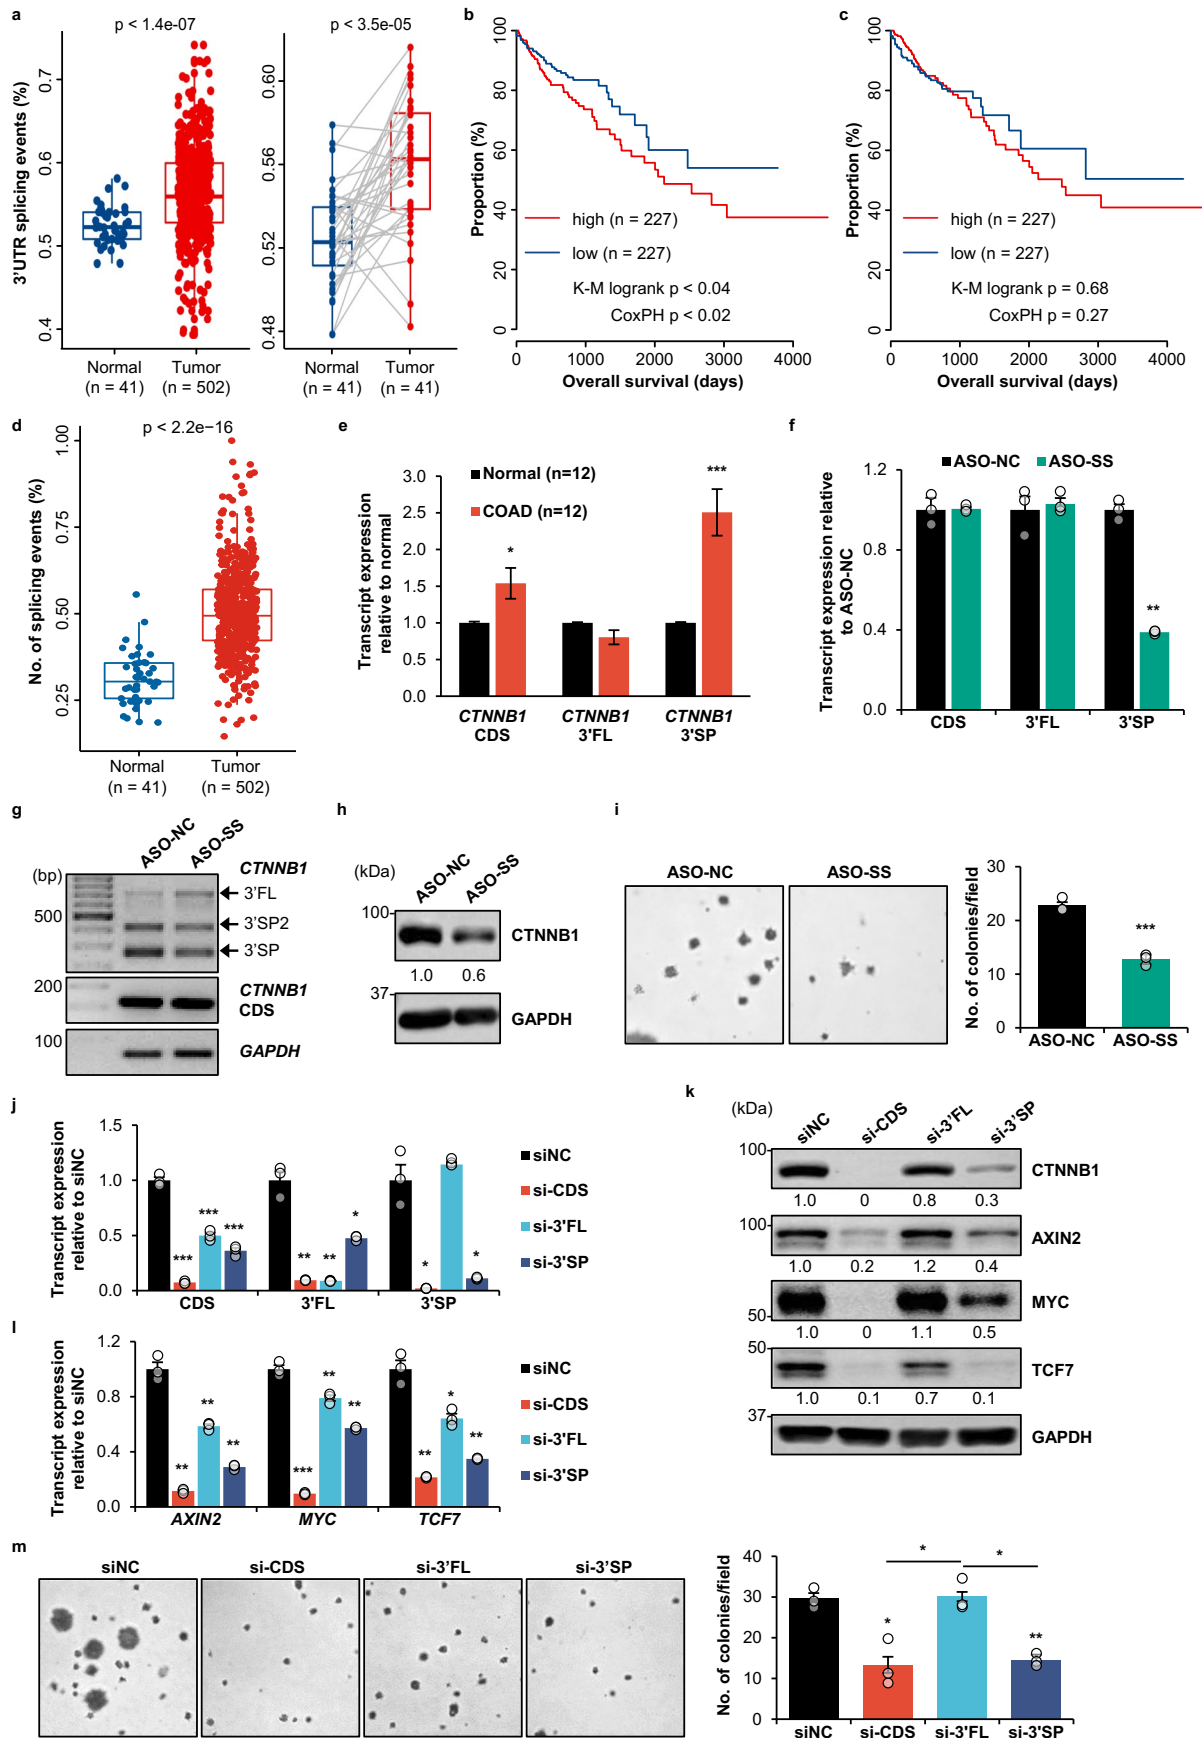 a
p < 1.4e-07
p < 3.5e-05
3'UTR splicing events (%)
0.7
0.6
0.5
0.4
0.60
0.56
0.52
0.48
Normal
(n = 41)
Tumor
(n = 502)
Normal
(n = 41)
Tumor
(n = 41)
b
Proportion (%)
100
80
60
40
20
0
high (n = 227)
low (n = 227)
K-M logrank p < 0.04
CoxPH p < 0.02
0 1000 2000 3000 4000
Overall survival (days)
c
Proportion (%)
100
80
60
40
20
0
high (n = 227)
low (n = 227)
K-M logrank p = 0.68
CoxPH p = 0.27
0 1000 2000 3000 4000
Overall survival (days)
d
p < 2.2e−16
No. of splicing events (%)
1.00
0.75
0.50
0.25
Normal
(n = 41)
Tumor
(n = 502)
e
Transcript expression
relative to normal
3.0
2.5
2.0
1.5
1.0
0.5
0.0
Normal (n=12)
COAD (n=12)
*
***
CTNNB1
CDS
CTNNB1
3'FL
CTNNB1
3'SP
f
ASO-NC ASO-SS
Transcript expression relative
to ASO-NC
1.2
0.8
0.4
0.0
**
CDS 3'FL 3'SP
g
ASO-NC ASO-SS
(bp)
500
200
100
CTNNB1
3'FL
3'SP2
3'SP
CTNNB1
CDS
GAPDH
h
ASO-NC ASO-SS
(kDa)
100
CTNNB1
1.0 0.6
37
GAPDH
i
ASO-NC ASO-SS
No. of colonies/field
30
20
10
0
***
ASO-NC ASO-SS
j
Transcript expression
relative to siNC
1.5
1.0
0.5
0.0
*** *** ***
** ** *
* *
CDS 3'FL 3'SP
siNC
si-CDS
si-3'FL
si-3'SP
k
(kDa)
siNC si-CDS si-3'FL si-3'SP
100
CTNNB1
1.0 0 0.8 0.3
100
AXIN2
1.0 0.2 1.2 0.4
MYC
50
1.0 0 1.1 0.5
50
TCF7
1.0 0.1 0.7 0.1
37
GAPDH
l
Transcript expression
relative to siNC
1.2
0.8
0.4
0.0
** ** **
*** ** **
** * **
AXIN2 MYC TCF7
siNC
si-CDS
si-3'FL
si-3'SP
m
siNC si-CDS si-3'FL si-3'SP
No. of colonies/field
40
30
20
10
0
* *
* **
siNC si-CDS si-3'FL si-3'SP